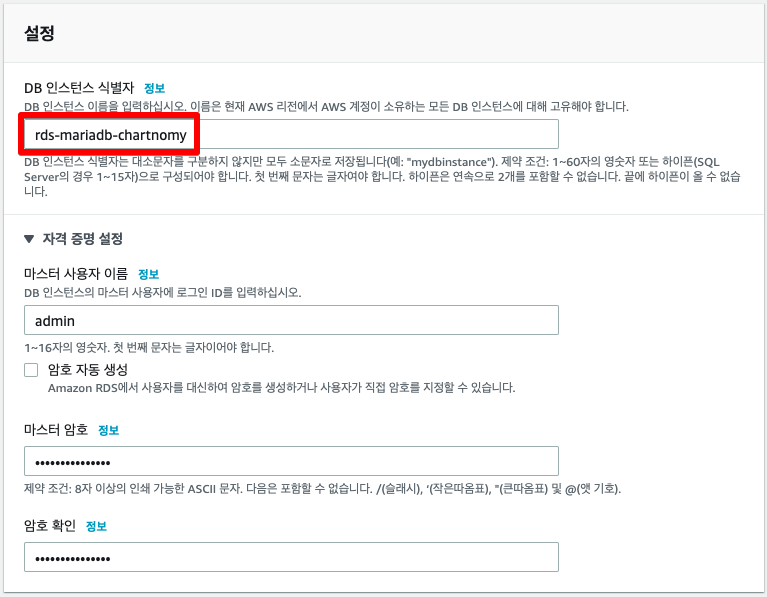 설정
DB 인스턴스 식별자 정보
DB 인스턴스 이름을 입력하십시오. 이름은 현재 AWS 리전에서 AWS 계정이 소유하는 모든 DB 인스턴스에 대해 고유해야 합니다.
rds-mariadb-chartnomy
DB 인스턴스 식별자는 대소문자를 구분하지 않지만 모두 소문자로 저장됩니다(예: "mydbinstance"). 제약 조건: 1~60자의 영숫자 또는 하이픈(SQL
Server의 경우 1~15자)으로 구성되어야 합니다. 첫 번째 문자는 글자여야 합니다. 하이픈은 연속으로 2개를 포함할 수 없습니다. 끝에 하이픈이 올 수 없습
니다.
▼ 자격 증명 설정
마스터 사용자 이름 정보
DB 인스턴스의 마스터 사용자에 로그인 ID를 입력하십시오.
admin
1~16자의 영숫자. 첫 번째 문자는 글자이어야 합니다.
암호 자동 생성
Amazon RDS에서 사용자를 대신하여 암호를 생성하거나 사용자가 직접 암호를 지정할 수 있습니다.
마스터 암호 정보
•••••••••••••••
제약 조건: 8자 이상의 인쇄 가능한 ASCII 문자. 다음은 포함할 수 없습니다. /(슬래시), '(작은따옴표), "(큰따옴표) 및 @(앳 기호).
암호 확인 정보
•••••••••••••••